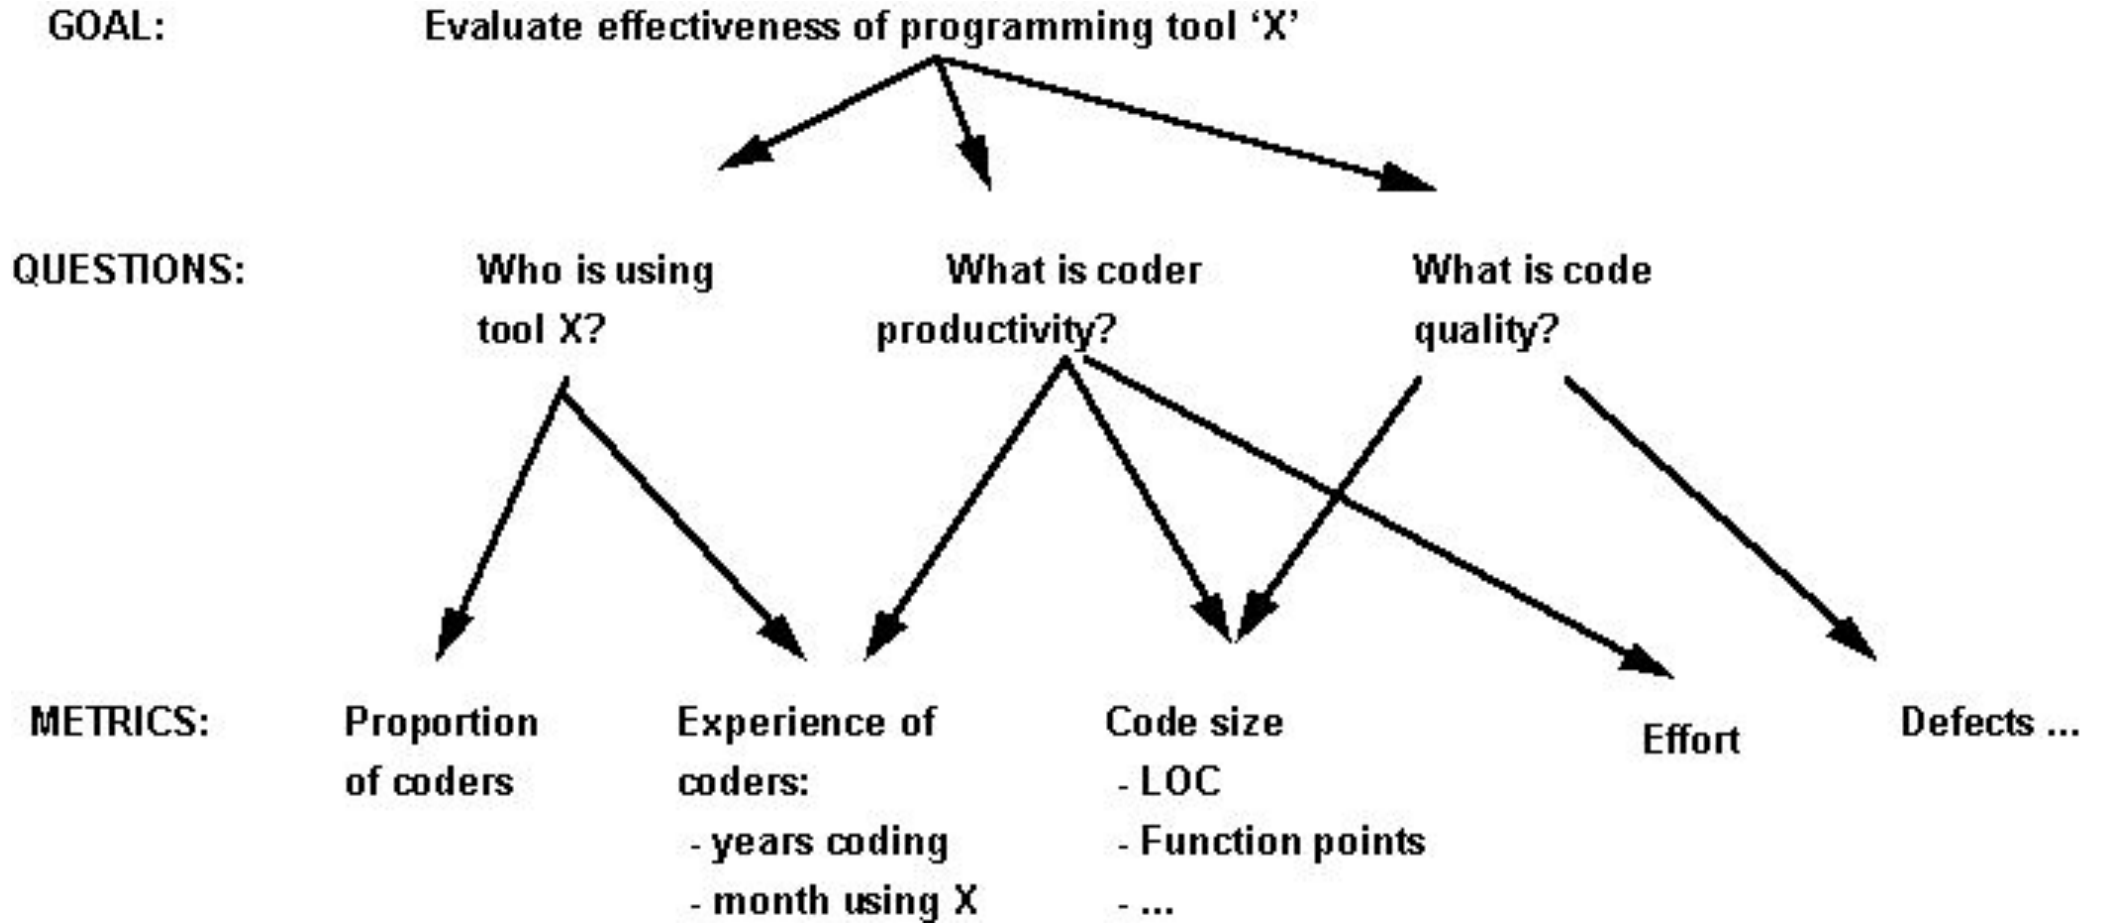 GOAL: Evaluate effectiveness of programming tool ‘X’
QUESTIONS:
Who is using
tool X?
What is coder
productivity?
What is code
quality?
METRICS:
Proportion
of coders
Experience of
coders:
- years coding
- month using X
Code size
- LOC
- Function points
- ...
Effort
Defects ...